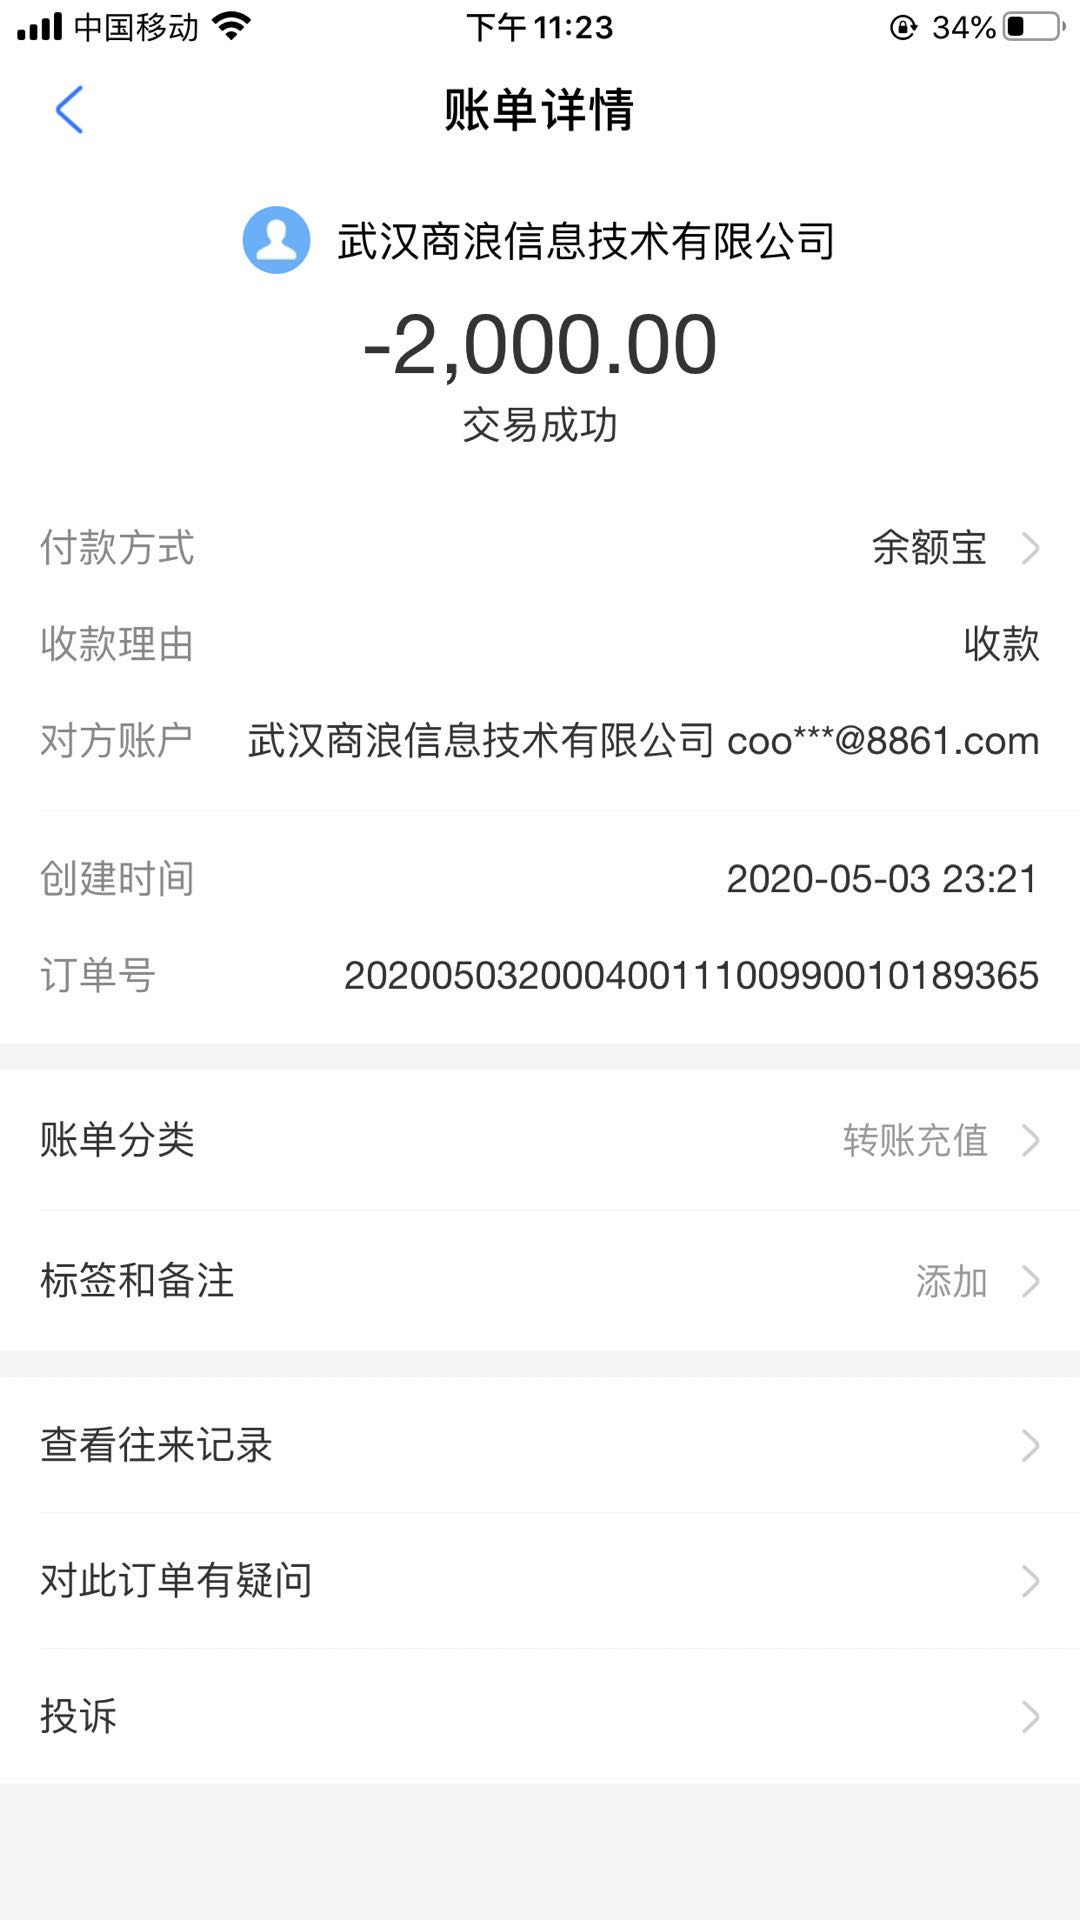 中国移动 下午11:23 34%
账单详情
武汉商浪信息技术有限公司
-2,000.00
交易成功
付款方式 余额宝
收款理由 收款
对方账户 武汉商浪信息技术有限公司 coo***@8861.com
创建时间 2020-05-03 23:21
订单号 20200503200040011100990010189365
账单分类 转账充值
标签和备注 添加
查看往来记录
对此订单有疑问
投诉